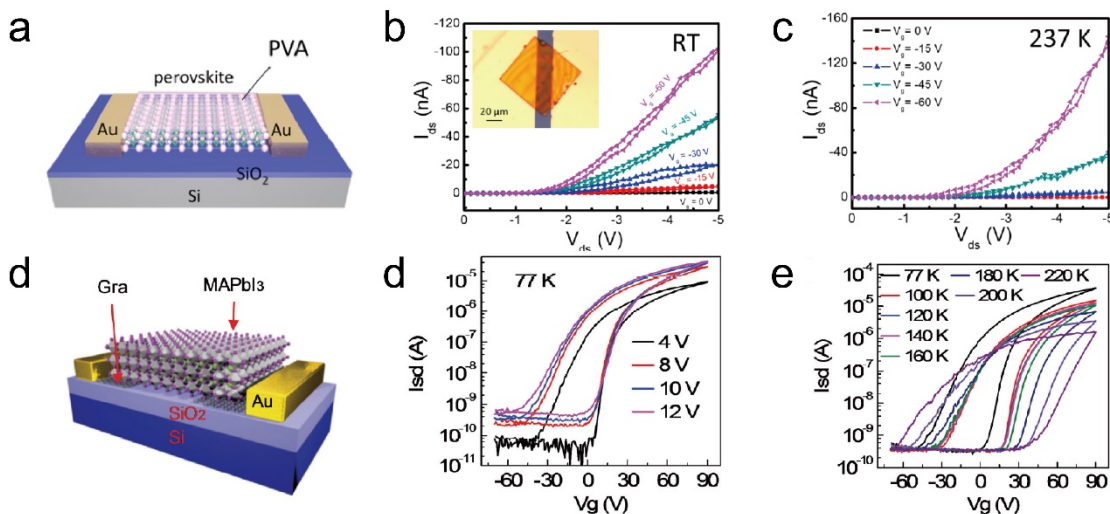 a
PVA
perovskite
Au
Au
SiO2
Si
b
RT
-120
-100
-80
-60
-40
-20
0
Ids (nA)
20 μm
Vg = -60 V
Vg = -45 V
Vg = -30 V
Vg = -15 V
Vg = 0 V
0 -1 -2 -3 -4 -5
Vds (V)
c
237 K
-160
-120
-80
-40
0
Ids (nA)
Vg = 0 V
Vg = -15 V
Vg = -30 V
Vg = -45 V
Vg = -60 V
0 -1 -2 -3 -4 -5
Vds (V)
d
Gra
MAPbI3
Au
SiO2
Si
d
77 K
10-5
10-6
10-7
10-8
10-9
10-10
10-11
Isd (A)
4 V
8 V
10 V
12 V
-60 -30 0 30 60 90
Vg (V)
e
10-4
10-5
10-6
10-7
10-8
10-9
10-10
Isd (A)
77 K 180 K 220 K
100 K 200 K
120 K
140 K
160 K
-60 -30 0 30 60 90
Vg (V)